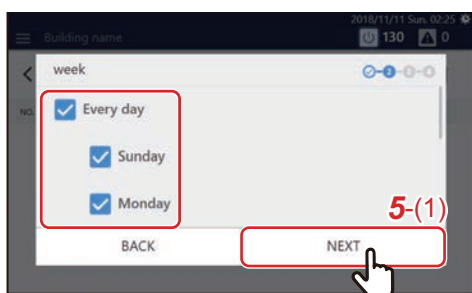 2018/11/11 Sun. 02:25
Building name
130
0
week
2
NO.
Every day
Sunday
Monday
5-(1)
BACK
NEXT